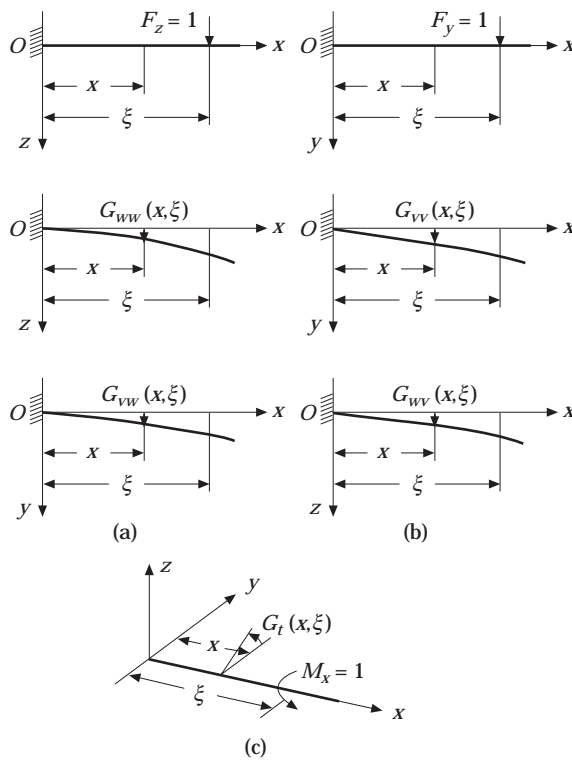 F_z = 1
O
x
x
ξ
z
F_y = 1
O
x
x
ξ
y
G_ww (x,ξ)
O
x
x
ξ
z
G_vv (x,ξ)
O
x
x
ξ
y
G_vw (x,ξ)
O
x
x
ξ
y
(a)
G_wv (x,ξ)
O
x
x
ξ
z
(b)
z
y
G_t (x,ξ)
x
M_x = 1
ξ
x
(c)